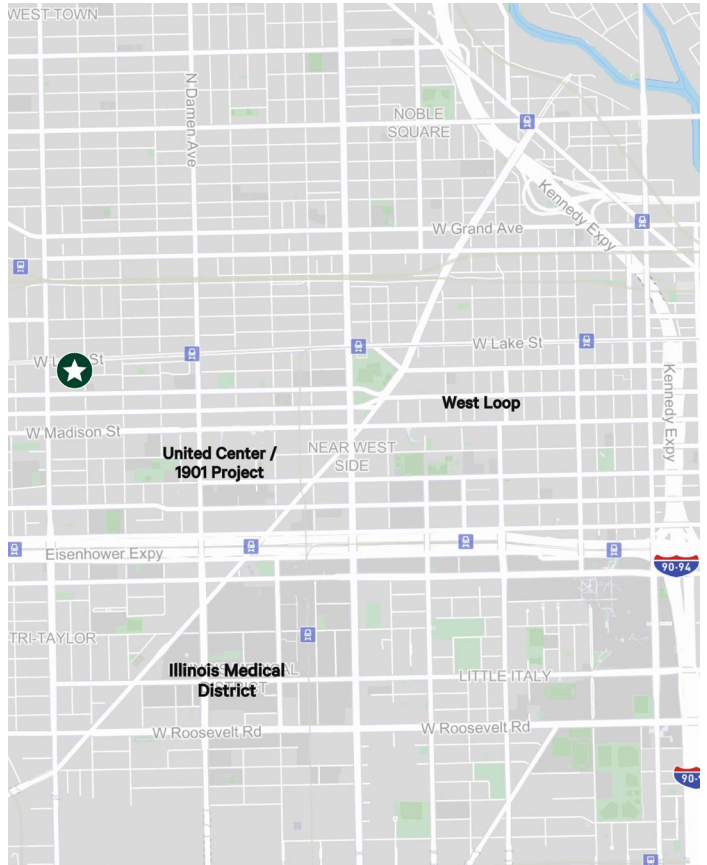 WEST TOWN
N Damen Ave
NOBLE
SQUARE
Kennedy Expy
W Grand Ave
W Lake St
W L St
Kennedy Expy
West Loop
W Madison St
United Center /
1901 Project
NEAR WEST
SIDE
Eisenhower Expy
90-94
TRI-TAYLOR
Illinois Medical
District
LITTLE ITALY
W Roosevelt Rd
W Roosevelt Rd
90-